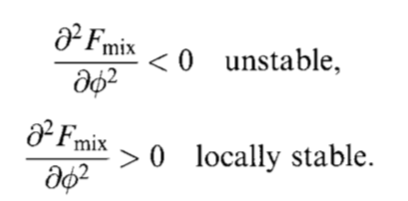 ∂²F_mix/∂ϕ² < 0 unstable,
∂²F_mix/∂ϕ² > 0 locally stable.